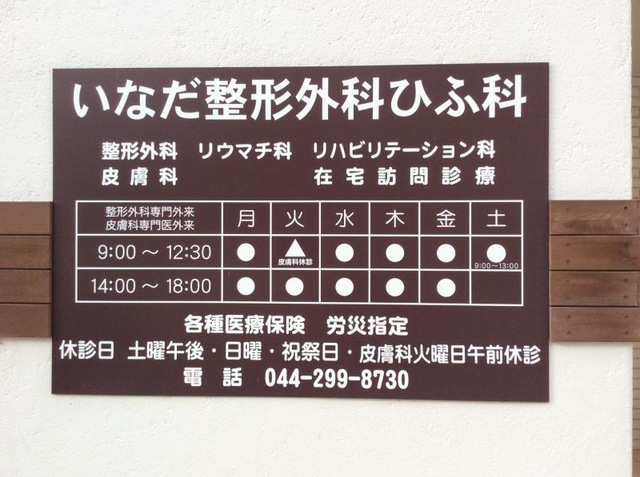 いなだ整形外科ひふ科
整形外科 リウマチ科 リハビリテーション科
皮膚科 在宅訪問診療
整形外科専門外来
皮膚科専門医外来
月 火 水 木 金 土
9:00～12:30 ● ▲ ● ● ● ●
皮膚科休診 9:00～13:00
14:00～18:00 ● ● ● ● ●
各種医療保険 労災指定
休診日 土曜午後・日曜・祝祭日・皮膚科火曜日午前休診
電話 044-299-8730